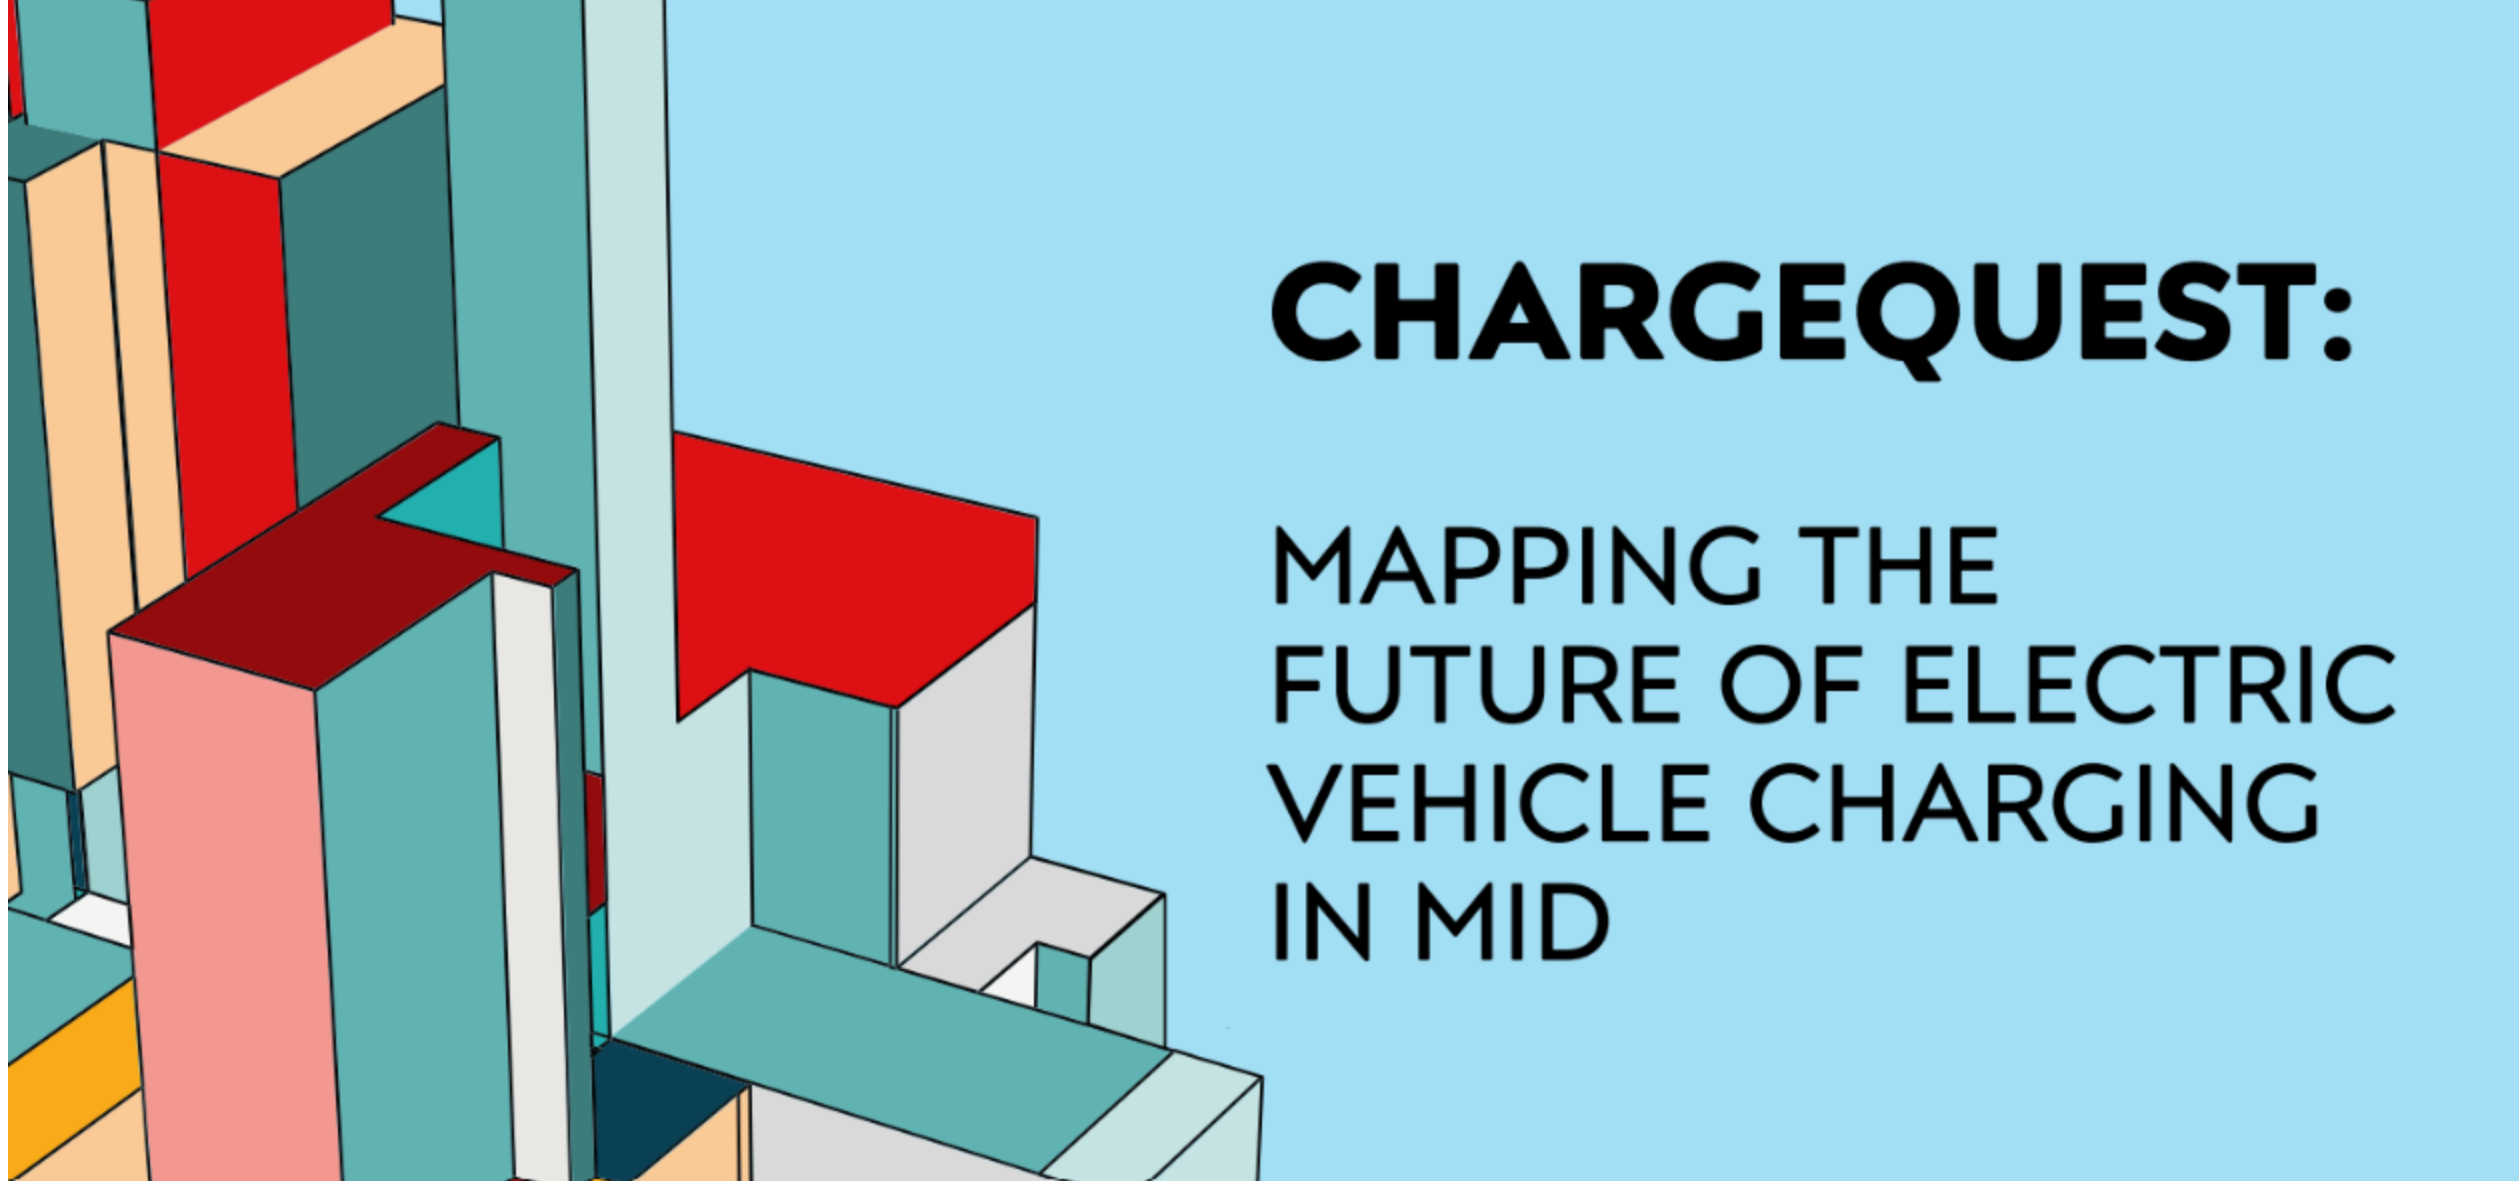 CHARGEQUEST:
MAPPING THE
FUTURE OF ELECTRIC
VEHICLE CHARGING
IN MID